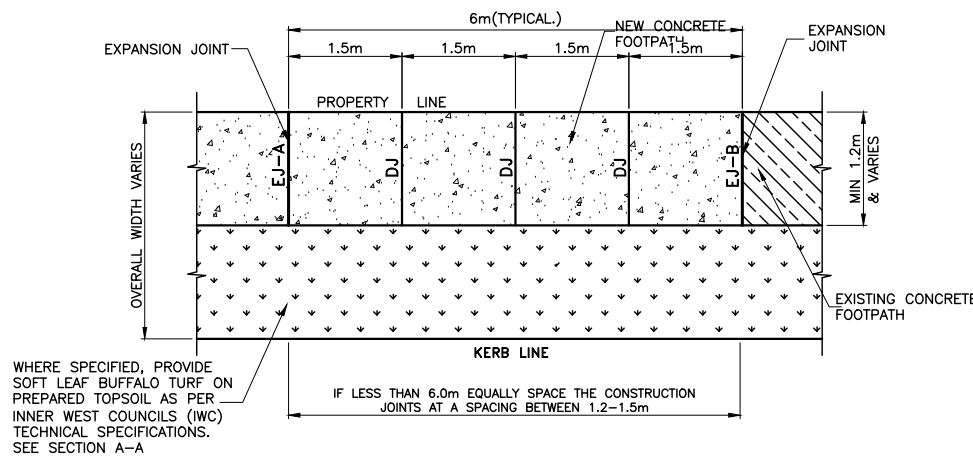 6m(TYPICAL.)
NEW CONCRETE
FOOTPATH
EXPANSION JOINT
EXPANSION
JOINT
1.5m
1.5m
1.5m
1.5m
PROPERTY LINE
OVERALL WIDTH VARIES
EJ-A
DJ
DJ
DJ
EJ-B
MIN 1.2m
& VARIES
EXISTING CONCRETE
FOOTPATH
KERB LINE
WHERE SPECIFIED, PROVIDE
SOFT LEAF BUFFALO TURF ON
PREPARED TOPSOIL AS PER
INNER WEST COUNCILS (IWC)
TECHNICAL SPECIFICATIONS.
SEE SECTION A-A
IF LESS THAN 6.0m EQUALLY SPACE THE CONSTRUCTION
JOINTS AT A SPACING BETWEEN 1.2-1.5m